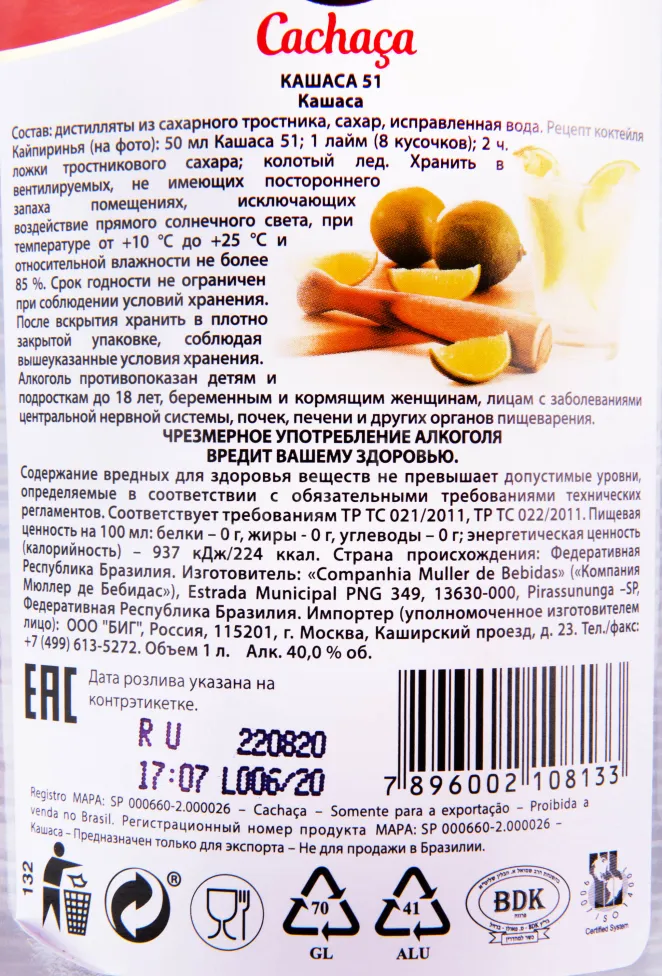 Cachaça
КАШАСА 51
Кашаса
Состав: дистилляты из сахарного тростника, сахар, исправленная вода. Рецепт коктейля
Кайпиринья (на фото): 50 мл Кашаса 51; 1 лайм (8 кусочков); 2 ч.
ложки тростникового сахара; колотый лед. Хранить в
вентилируемых, не имеющих постороннего
запаха помещениях, исключающих
воздействие прямого солнечного света, при
температуре от +10 °C до +25 °C и
относительной влажности не более
85 %. Срок годности не ограничен
при соблюдении условий хранения.
После вскрытия хранить в плотно
закрытой упаковке, соблюдая
вышеуказанные условия хранения.
Алкоголь противопоказан детям и
подросткам до 18 лет, беременным и кормящим женщинам, лицам с заболеваниями
центральной нервной системы, почек, печени и других органов пищеварения.
ЧРЕЗМЕРНОЕ УПОТРЕБЛЕНИЕ АЛКОГОЛЯ
ВРЕДИТ ВАШЕМУ ЗДОРОВЬЮ.
Содержание вредных для здоровья веществ не превышает допустимые уровни,
определяемые в соответствии с обязательными требованиями технических
регламентов. Соответствует требованиям ТР ТС 021/2011, ТР ТС 022/2011. Пищевая
ценность на 100 мл: белки – 0 г, жиры - 0 г, углеводы – 0 г; энергетическая ценность
(калорийность) – 937 кДж/224 ккал. Страна происхождения: Федеративная
Республика Бразилия. Изготовитель: «Companhia Muller de Bebidas» («Компания
Мюллер де Бебидас»), Estrada Municipal PNG 349, 13630-000, Pirassununga –SP,
Федеративная Республика Бразилия. Импортер (уполномоченное изготовителем
лицо): ООО "БИГ", Россия, 115201, г. Москва, Каширский проезд, д. 23. Тел./факс:
+7 (499) 613-5272. Объем 1 л. Алк. 40,0 % об.
EAC
Дата розлива указана на
контрэтикетке.
RU 220820
17:07 L006/20
7 896002 108133
Registro MAPA: SP 000660-2.000026 – Cachaça – Somente para a exportação – Proibida a
venda no Brasil. Регистрационный номер продукта MAPA: SP 000660-2.000026 –
Кашаса – Предназначен только для экспорта – Не для продажи в Бразилии.
132
®
70
GL
41
ALU
BDK
ISO
Certified System